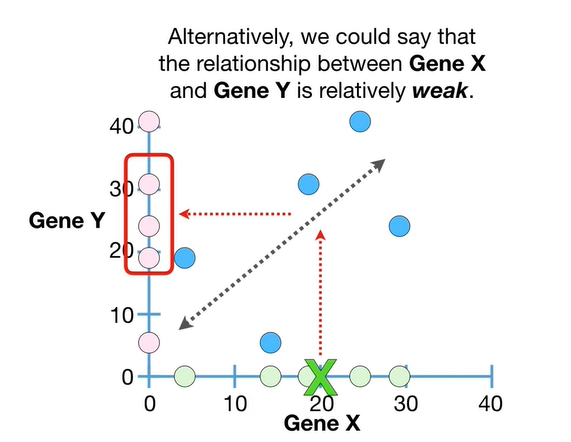 Alternatively, we could say that
the relationship between Gene X
and Gene Y is relatively weak.
40
30
Gene Y
20
10
0
X
0 10 20 30 40
Gene X